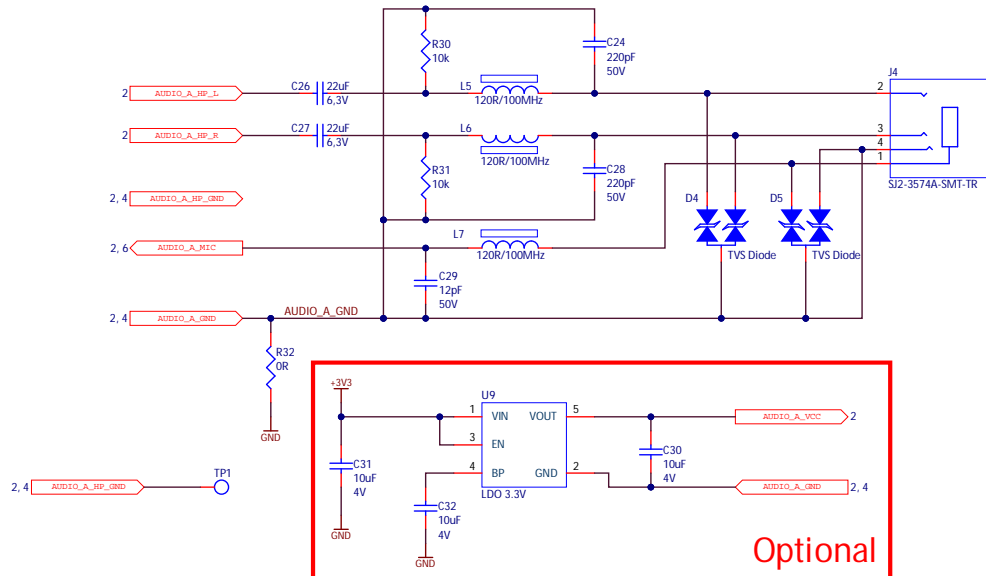 R30
10k
C24
220pF
50V
J4
2 AUDIO_A_HP_L
C26 22uF
6,3V
L5
120R/100MHz
2
2 AUDIO_A_HP_R
C27 22uF
6,3V
L6
120R/100MHz
3
4
1
R31
10k
C28
220pF
50V
SJ2-3574A-SMT-TR
2, 4 AUDIO_A_HP_GND
D4
D5
2, 6 AUDIO_A_MIC
L7
120R/100MHz
TVS Diode
TVS Diode
C29
12pF
50V
2, 4 AUDIO_A_GND
AUDIO_A_GND
R32
0R
GND
+3V3
U9
1 VIN VOUT 5
AUDIO_A_VCC 2
3 EN
4 BP GND 2
LDO 3.3V
C30
10uF
4V
AUDIO_A_GND 2, 4
C31
10uF
4V
GND
C32
10uF
4V
GND
2, 4 AUDIO_A_HP_GND
TP1
Optional